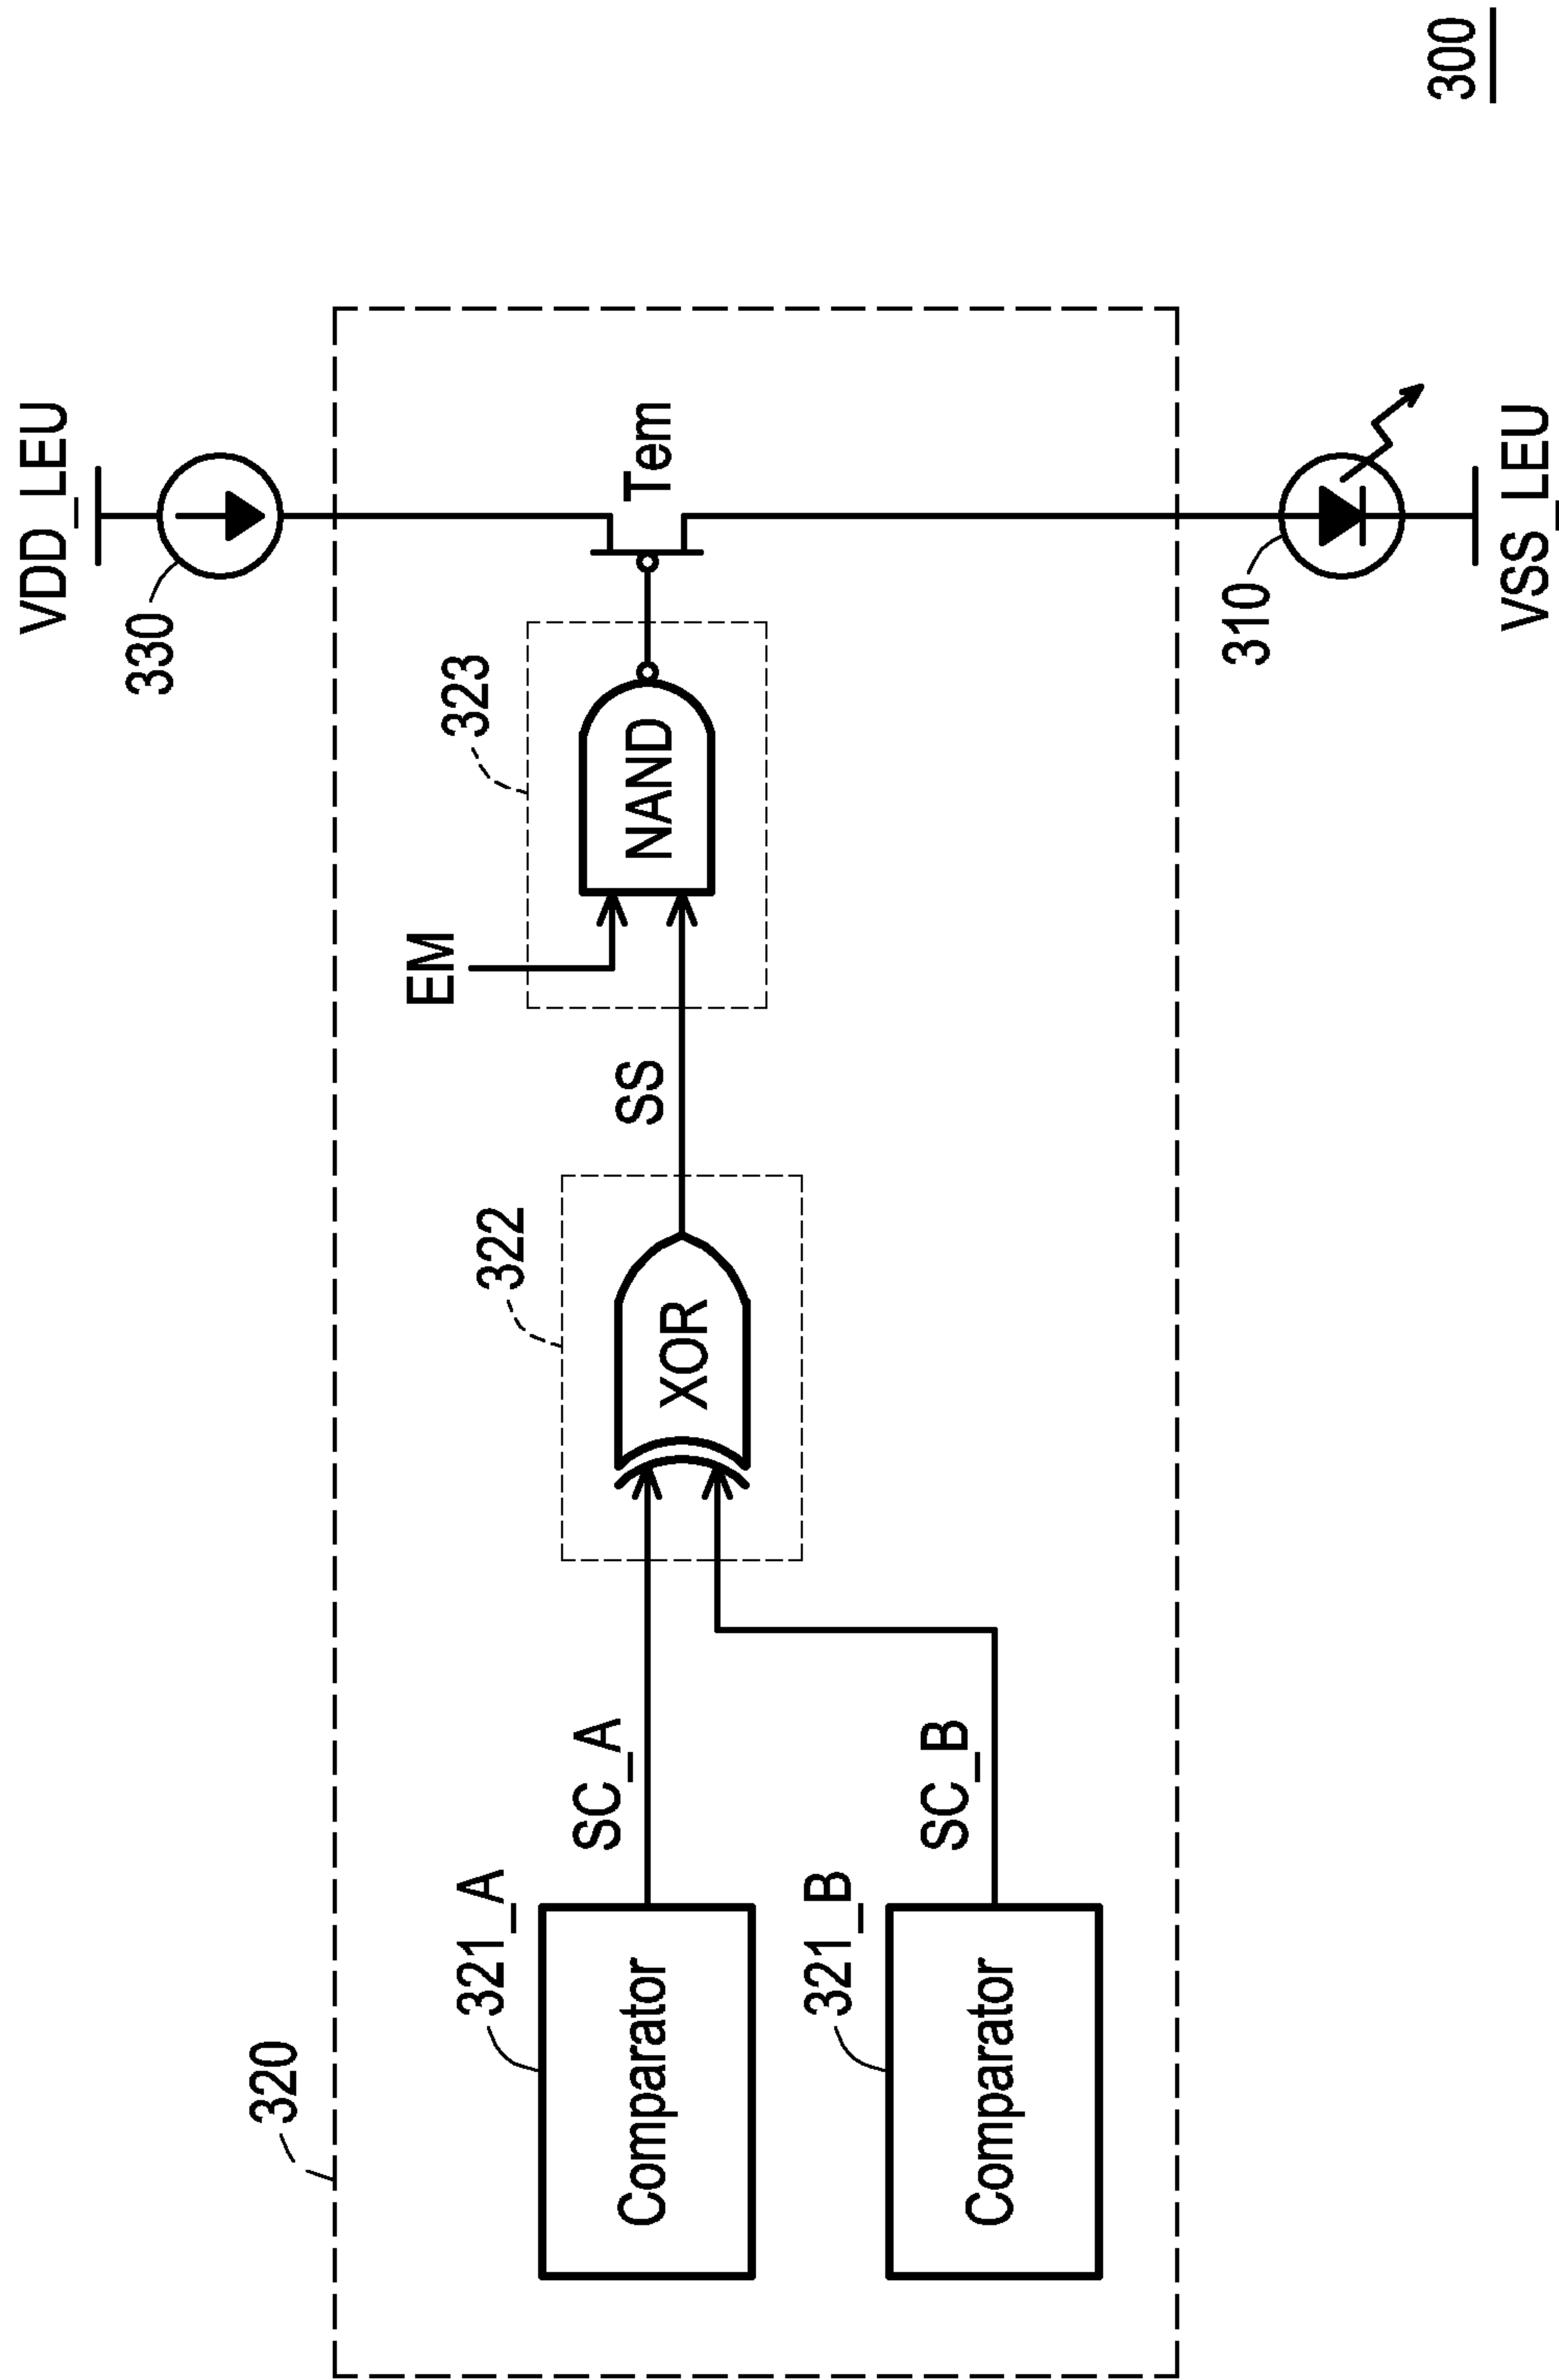 VDD_LEU
330
320
323
EM
Tem
322
SS
NAND
321_A
SC_A
XOR
Comparator
321_B
SC_B
Comparator
310
VSS_LEU
300